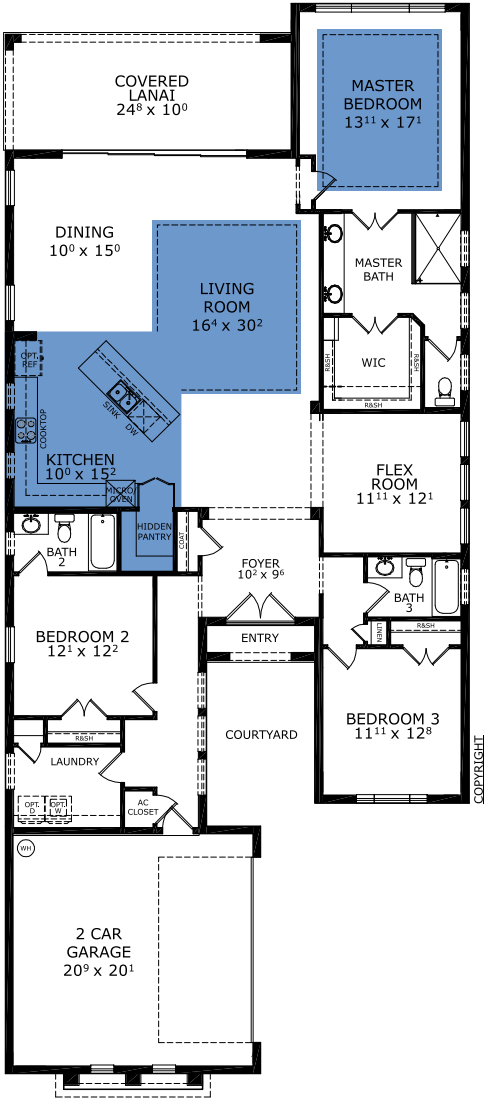 COVERED
LANAI
24⁸ x 10⁰
MASTER
BEDROOM
13¹¹ x 17¹
DINING
10⁰ x 15⁰
LIVING
ROOM
16⁴ x 30²
MASTER
BATH
WIC
R&SH
R&SH
R&SH
OPT.
REF
COOKTOP
SINK
DW
KITCHEN
10⁰ x 15²
MICRO/
OVEN
HIDDEN
PANTRY
COAT
FLEX
ROOM
11¹¹ x 12¹
BATH
2
FOYER
10² x 9⁶
BATH
3
LINEN
R&SH
ENTRY
BEDROOM 2
12¹ x 12²
R&SH
LAUNDRY
OPT.
D
OPT.
W
AC
CLOSET
COURTYARD
BEDROOM 3
11¹¹ x 12⁸
COPYRIGHT
WH
2 CAR
GARAGE
20⁹ x 20¹